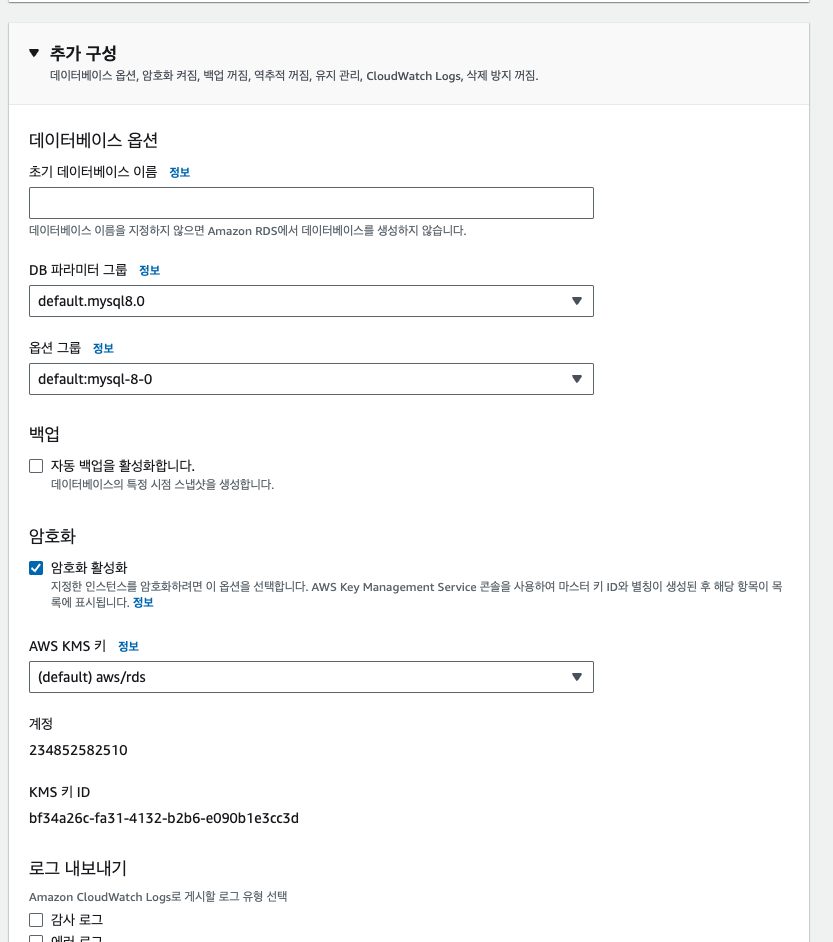 추가 구성
데이터베이스 옵션, 암호화 켜짐, 백업 꺼짐, 역추적 꺼짐, 유지 관리, CloudWatch Logs, 삭제 방지 꺼짐.
데이터베이스 옵션
초기 데이터베이스 이름 정보
데이터베이스 이름을 지정하지 않으면 Amazon RDS에서 데이터베이스를 생성하지 않습니다.
DB 파라미터 그룹 정보
default.mysql8.0
옵션 그룹 정보
default:mysql-8-0
백업
자동 백업을 활성화합니다.
데이터베이스의 특정 시점 스냅샷을 생성합니다.
암호화
암호화 활성화
지정한 인스턴스를 암호화하려면 이 옵션을 선택합니다. AWS Key Management Service 콘솔을 사용하여 마스터 키 ID와 별칭이 생성된 후 해당 항목이 목
록에 표시됩니다. 정보
AWS KMS 키 정보
(default) aws/rds
계정
234852582510
KMS 키 ID
bf34a26c-fa31-4132-b2b6-e090b1e3cc3d
로그 내보내기
Amazon CloudWatch Logs로 게시할 로그 유형 선택
감사 로그
에러 로그